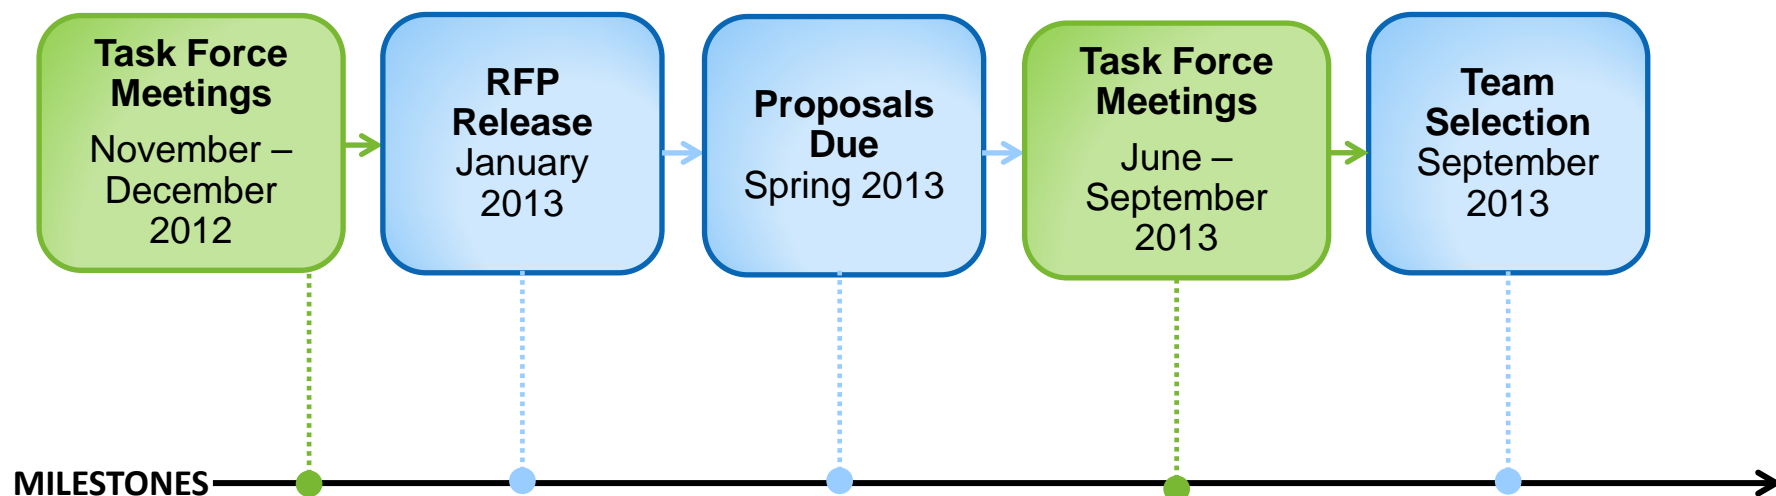 Task Force
Meetings
November –
December
2012
RFP
Release
January
2013
Proposals
Due
Spring 2013
Task Force
Meetings
June –
September
2013
Team
Selection
September
2013
MILESTONES